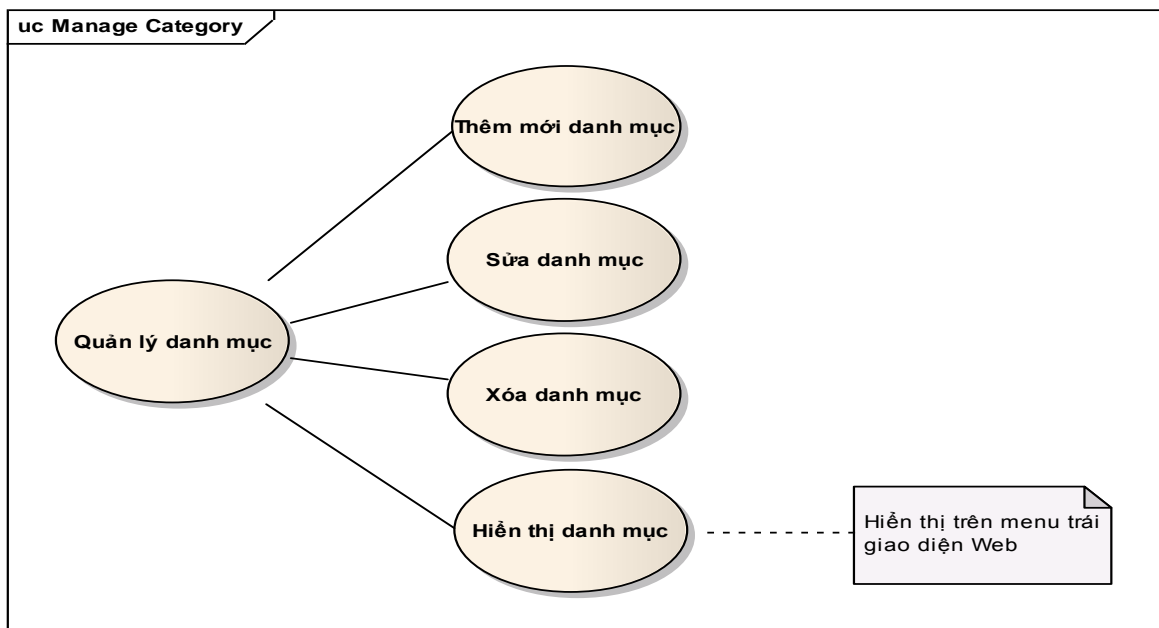 uc Manage Category
Thêm mới danh mục
Sửa danh mục
Quản lý danh mục
Xóa danh mục
Hiển thị danh mục
Hiển thị trên menu trái
giao diện Web